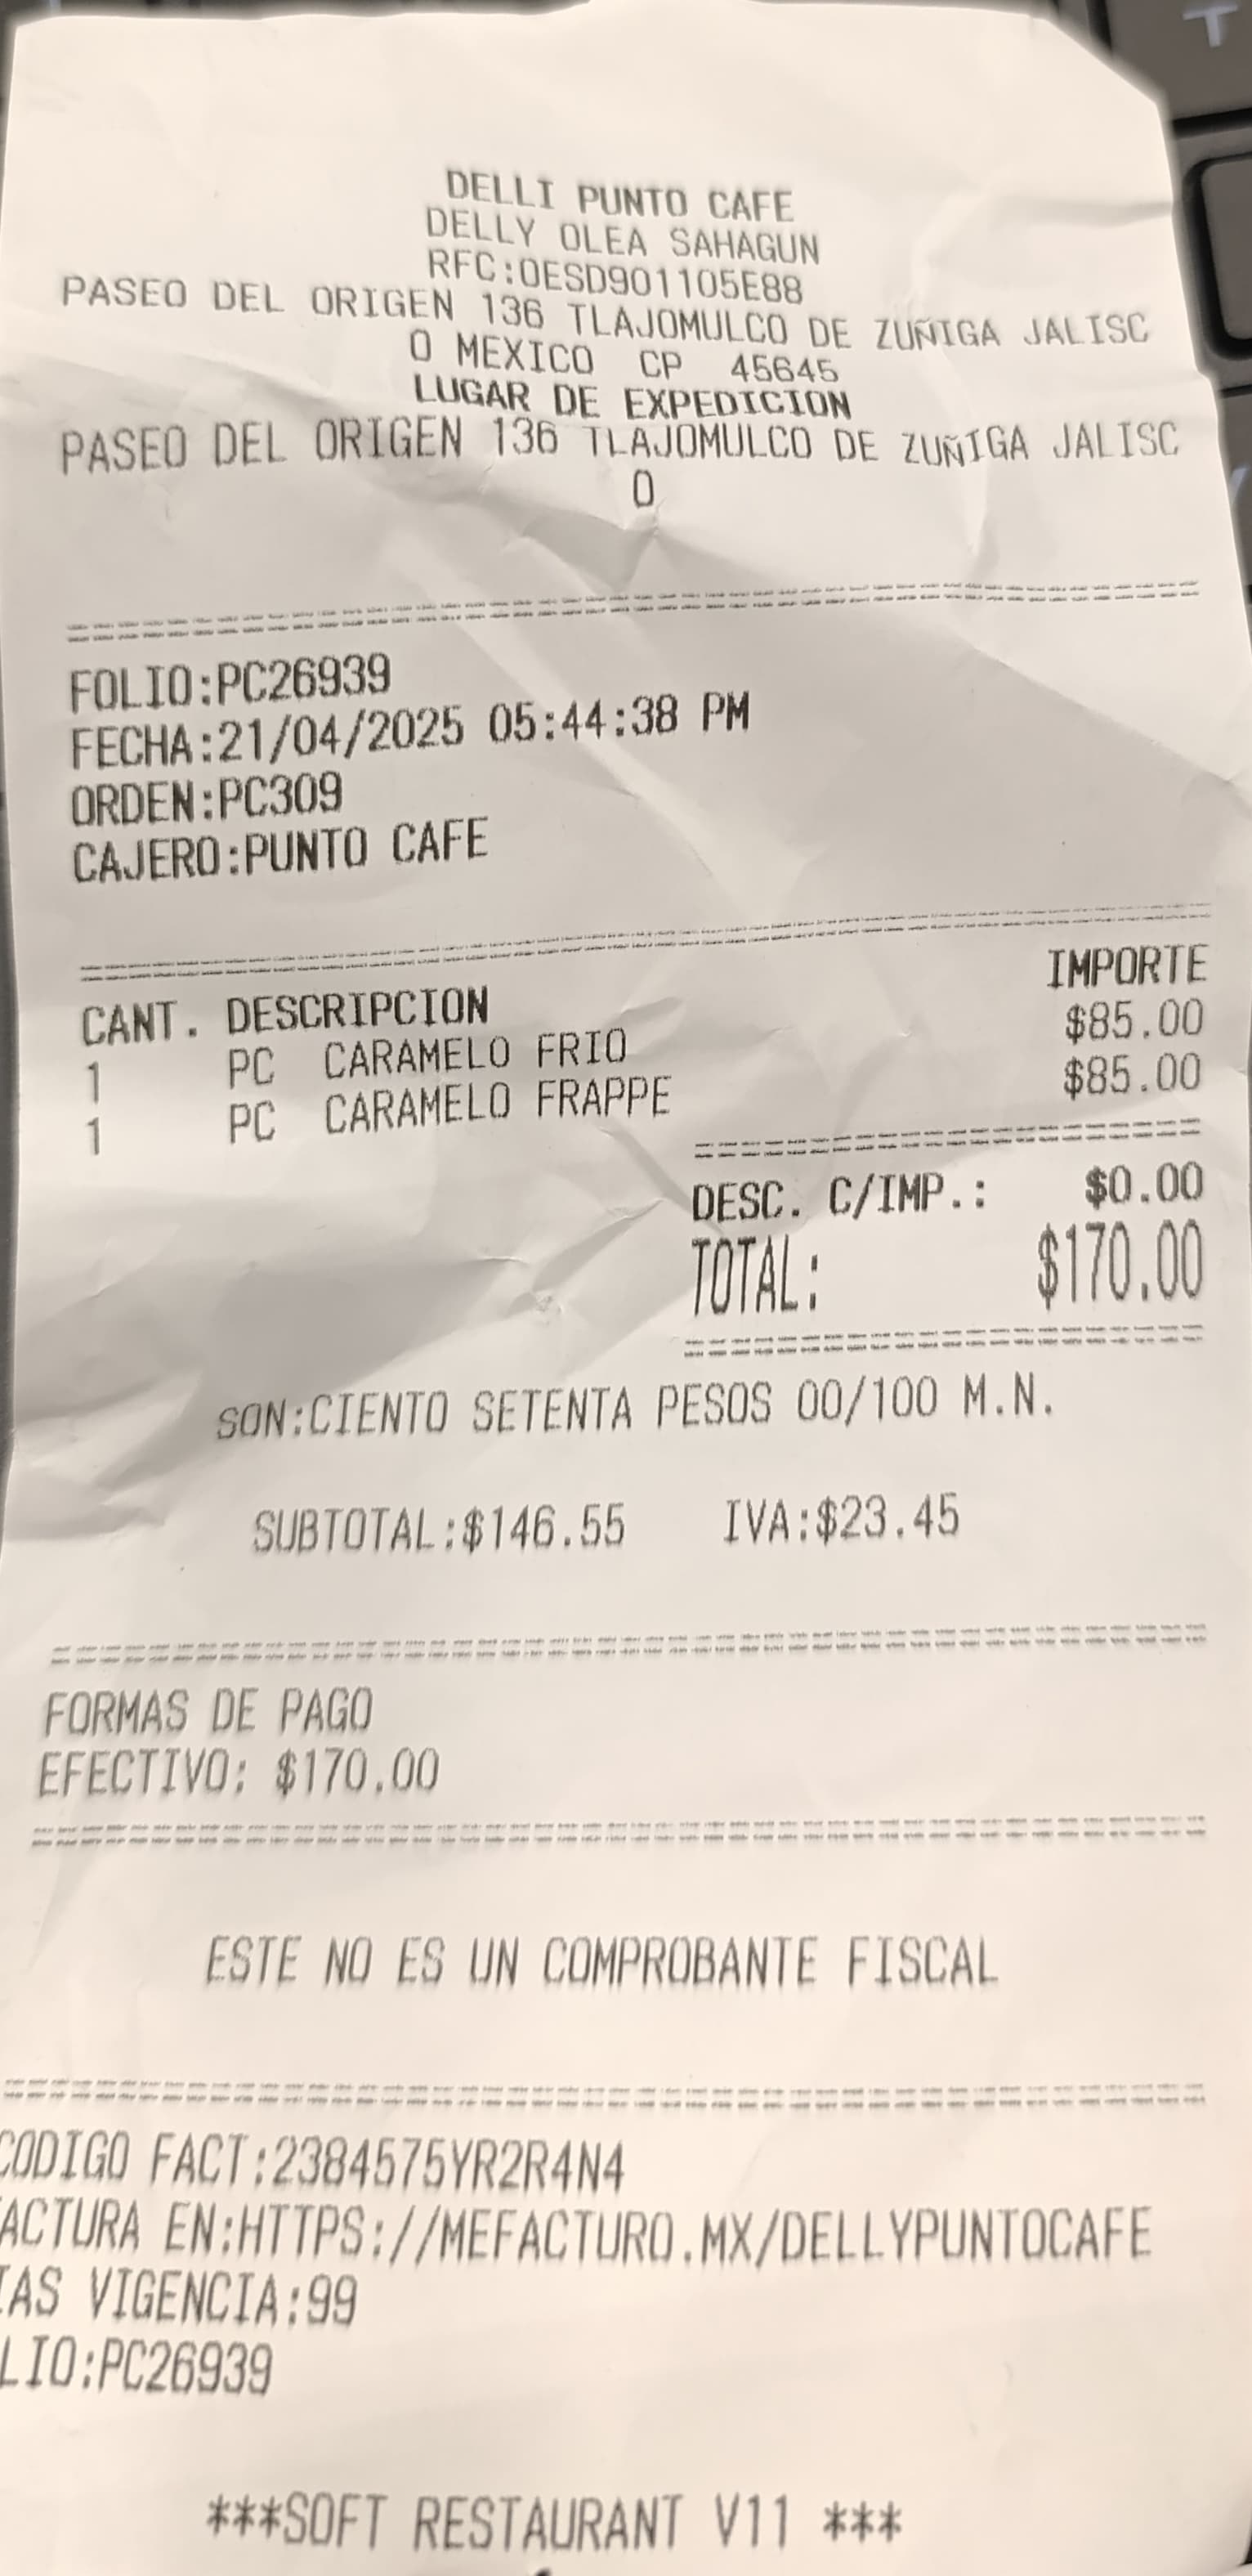 DELLI PUNTO CAFE
DELLY OLEA SAHAGUN
RFC:OESD901105E88
PASEO DEL ORIGEN 136 TLAJOMULCO DE ZUÑIGA JALISC
O MEXICO CP 45645
LUGAR DE EXPEDICION
PASEO DEL ORIGEN 136 TLAJOMULCO DE ZUÑIGA JALISC
O
FOLIO:PC26939
FECHA:21/04/2025 05:44:38 PM
ORDEN:PC309
CAJERO:PUNTO CAFE
CANT. DESCRIPCION IMPORTE
1 PC CARAMELO FRIO $85.00
1 PC CARAMELO FRAPPE $85.00
DESC. C/IMP.: $0.00
TOTAL: $170.00
SON:CIENTO SETENTA PESOS 00/100 M.N.
SUBTOTAL:$146.55 IVA:$23.45
FORMAS DE PAGO
EFECTIVO: $170.00
ESTE NO ES UN COMPROBANTE FISCAL
CODIGO FACT:2384575YR2R4N4
ACTURA EN:HTTPS://MEFACTURO.MX/DELLYPUNTOCAFE
IAS VIGENCIA:99
LIO:PC26939
***SOFT RESTAURANT V11 ***
T